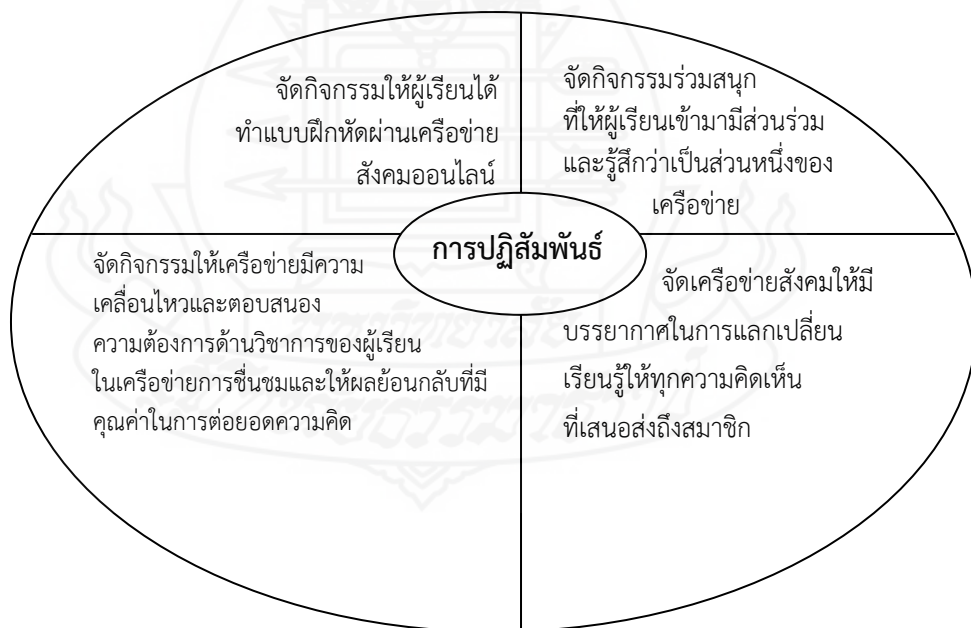 จัดกิจกรรมให้ผู้เรียนได้
ทำแบบฝึกหัดผ่านเครือข่าย
สังคมออนไลน์
จัดกิจกรรมร่วมสนุก
ที่ให้ผู้เรียนเข้ามามีส่วนร่วม
และรู้สึกว่าเป็นส่วนหนึ่งของ
เครือข่าย
การปฏิสัมพันธ์
จัดกิจกรรมให้เครือข่ายมีความ
เคลื่อนไหวและตอบสนอง
ความต้องการด้านวิชาการของผู้เรียน
ในเครือข่ายการชื่นชมและให้ผลย้อนกลับที่มี
คุณค่าในการต่อยอดความคิด
จัดเครือข่ายสังคมให้มี
บรรยากาศในการแลกเปลี่ยน
เรียนรู้ให้ทุกความคิดเห็น
ที่เสนอส่งถึงสมาชิก